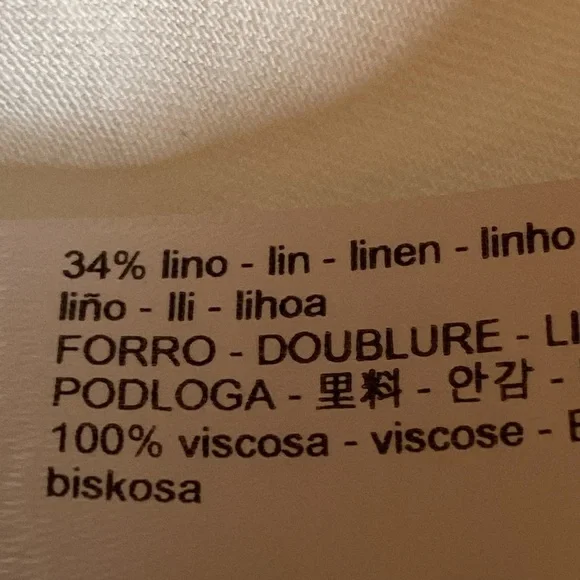 34% lino - lin - linen - linho
liño - lli - lihoa
FORRO - DOUBLURE -
PODLOGA - 里料 - 안감 -
100% viscosa - viscose -
biskosa